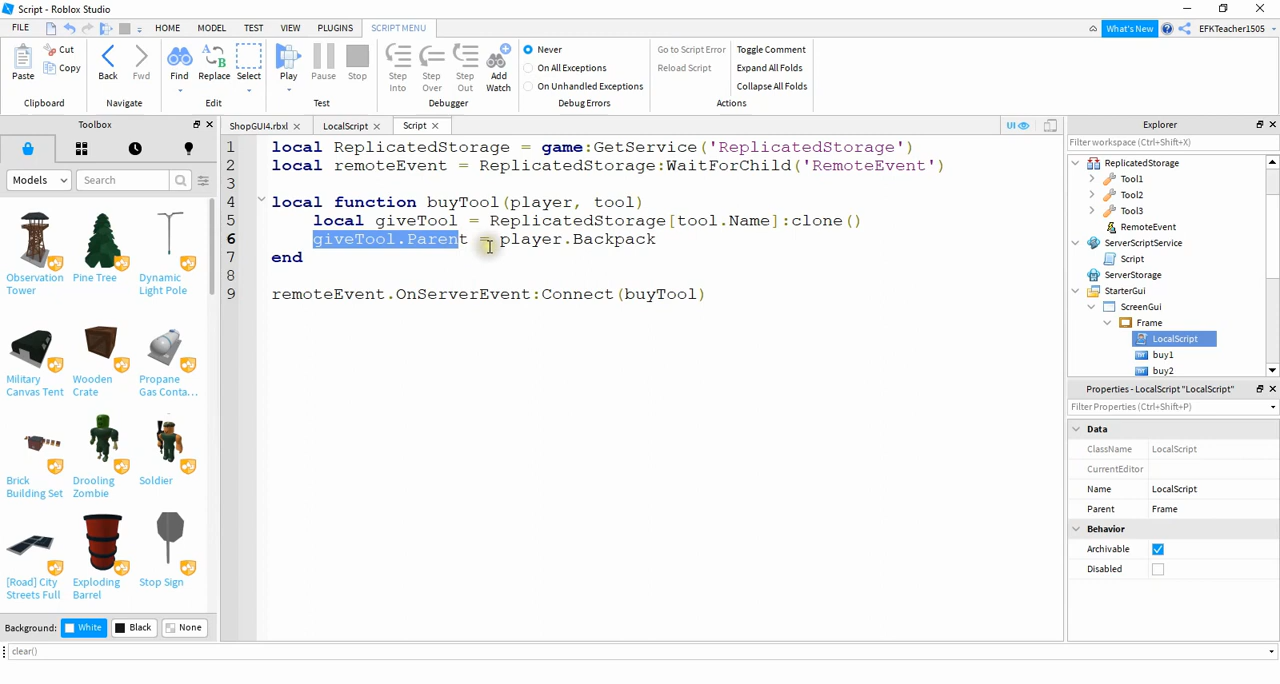 Script - Roblox Studio
FILE HOME MODEL TEST VIEW PLUGINS SCRIPT MENU What's New EFKTeacher1505
Paste Cut Copy Clipboard
Back Fwd Navigate
Find Replace Select Edit
Play Pause Stop Test
Step Into Step Over Step Out Add Watch Debugger
Never
On All Exceptions
On Unhandled Exceptions
Debug Errors
Go to Script Error Toggle Comment
Reload Script Expand All Folds
Collapse All Folds
Actions
Toolbox
Models Search
Observation Tower Pine Tree Dynamic Light Pole
Military Canvas Tent Wooden Crate Propane Gas Conta...
Brick Building Set Drooling Zombie Soldier
[Road] City Streets Full Exploding Barrel Stop Sign
Background: White Black None
ShopGUI4.rbxl LocalScript Script UI
1 local ReplicatedStorage = game:GetService('ReplicatedStorage')
2 local remoteEvent = ReplicatedStorage:WaitForChild('RemoteEvent')
3
4 local function buyTool(player, tool)
5 local giveTool = ReplicatedStorage[tool.Name]:clone()
6 giveTool.Parent = player.Backpack
7 end
8
9 remoteEvent.OnServerEvent:Connect(buyTool)
Explorer
Filter workspace (Ctrl+Shift+X)
ReplicatedStorage
Tool1
Tool2
Tool3
RemoteEvent
ServerScriptService
Script
ServerStorage
StarterGui
ScreenGui
Frame
LocalScript
buy1
buy2
Properties - LocalScript "LocalScript"
Filter Properties (Ctrl+Shift+P)
Data
ClassName LocalScript
CurrentEditor
Name LocalScript
Parent Frame
Behavior
Archivable
Disabled
clear()